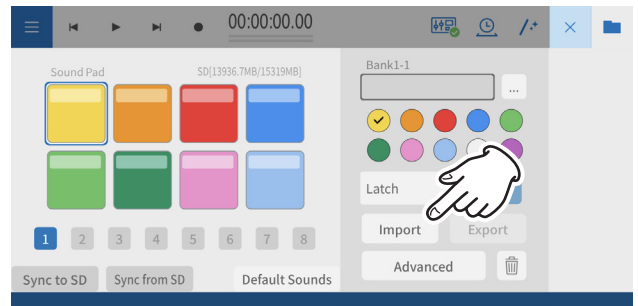 00:00:00.00
Sound Pad SD[13936.7MB/15319MB]
Bank1-1
...
Latch
Import Export
1 2 3 4 5 6 7 8
Advanced
Sync to SD Sync from SD Default Sounds